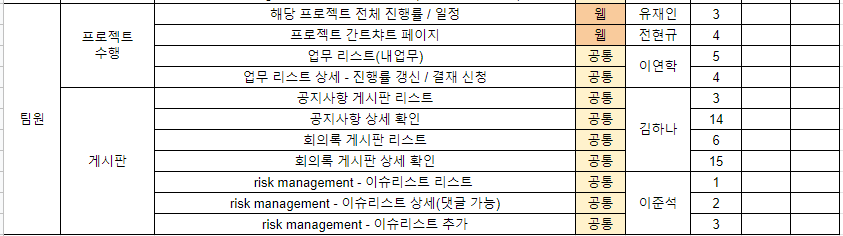 해당 프로젝트 전체 진행률 / 일정 웹 유재인 3
프로젝트 간트챠트 페이지 웹 전현규 4
프로젝트
수행
업무 리스트(내업무) 공통 5
이연학
업무 리스트 상세 - 진행률 갱신 / 결재 신청 공통 4
공지사항 게시판 리스트 공통 3
팀원
공지사항 상세 확인 공통 14
김하나
회의록 게시판 리스트 공통 6
게시판
회의록 게시판 상세 확인 공통 15
risk management - 이슈리스트 리스트 공통 1
risk management - 이슈리스트 상세(댓글 가능) 공통 이준석 2
risk management - 이슈리스트 추가 공통 3